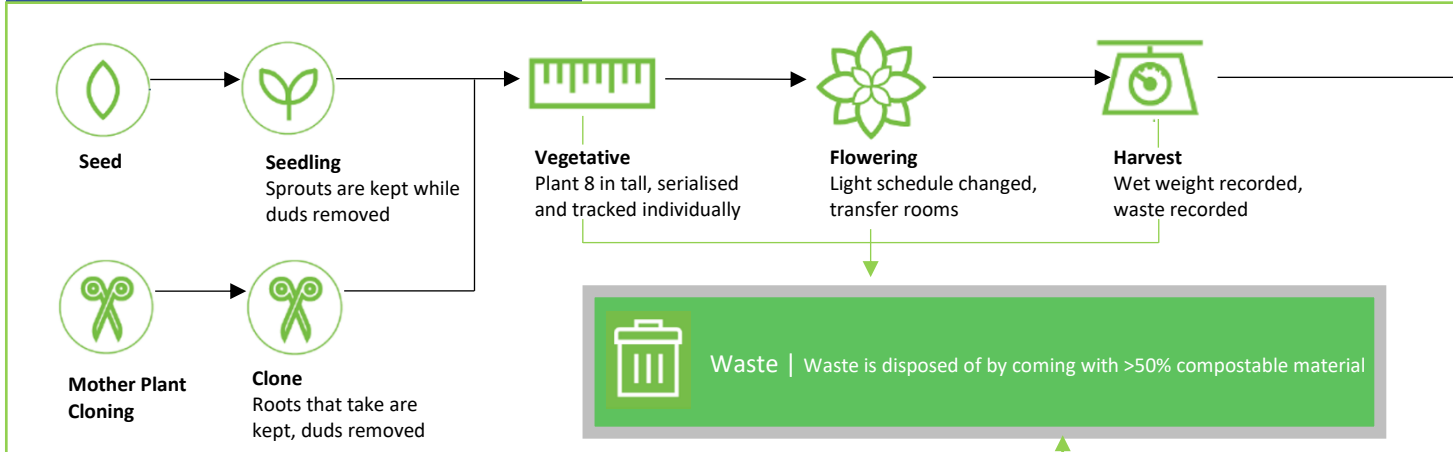 Seed
Seedling
Sprouts are kept while
duds removed
Vegetative
Plant 8 in tall, serialised
and tracked individually
Flowering
Light schedule changed,
transfer rooms
Harvest
Wet weight recorded,
waste recorded
Mother Plant
Cloning
Clone
Roots that take are
kept, duds removed
Waste | Waste is disposed of by coming with >50% compostable material